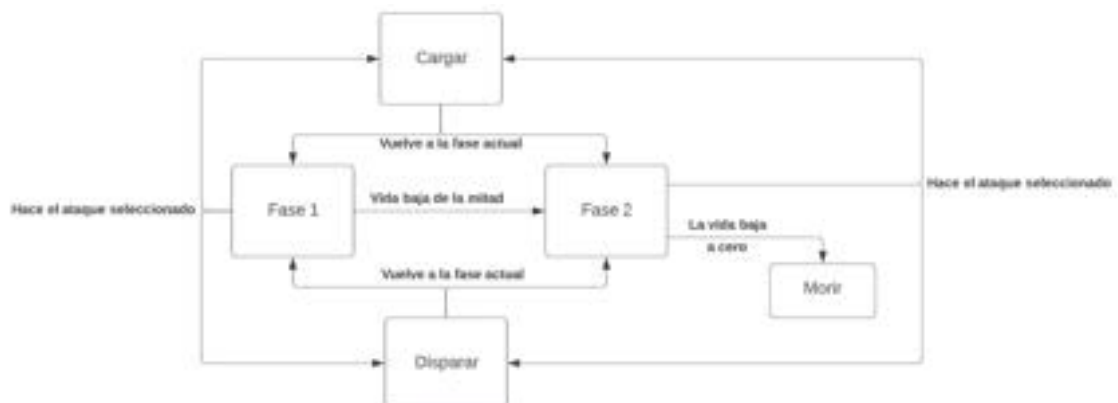 Cargar
Vuelve a la fase actual
Hace el ataque seleccionado
Fase 1
Vida baja de la mitad
Fase 2
Hace el ataque seleccionado
La vida baja
a cero
Vuelve a la fase actual
Morir
Disparar